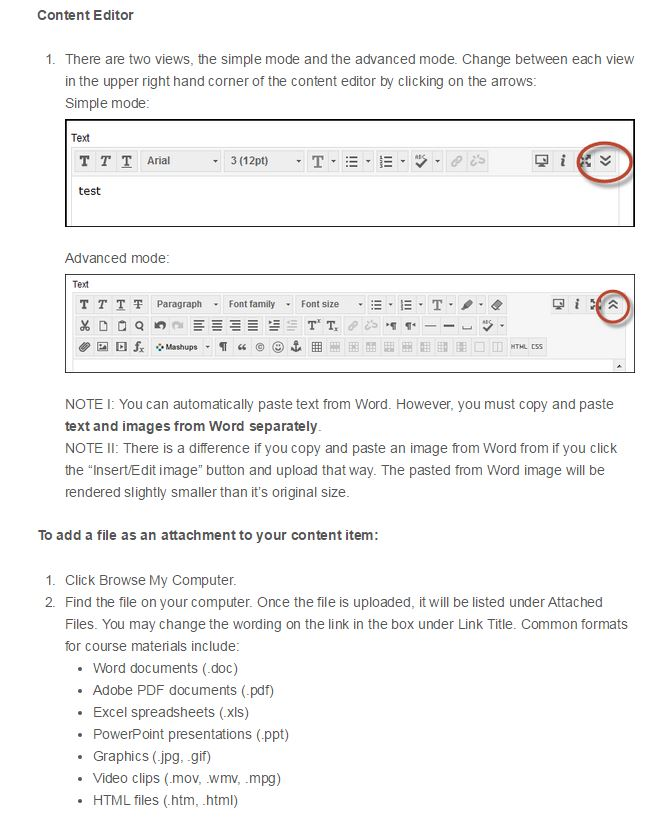 Content Editor
1. There are two views, the simple mode and the advanced mode. Change between each view
in the upper right hand corner of the content editor by clicking on the arrows:
Simple mode:
Text
T T T Arial 3 (12pt) T ABC i
test
Advanced mode:
Text
T T T T Paragraph Font family Font size T i
T Tx ABC
fx Mashups ¶ “ © HTML CSS
NOTE I: You can automatically paste text from Word. However, you must copy and paste
text and images from Word separately.
NOTE II: There is a difference if you copy and paste an image from Word from if you click
the “Insert/Edit image” button and upload that way. The pasted from Word image will be
rendered slightly smaller than it’s original size.
To add a file as an attachment to your content item:
1. Click Browse My Computer.
2. Find the file on your computer. Once the file is uploaded, it will be listed under Attached
Files. You may change the wording on the link in the box under Link Title. Common formats
for course materials include:
• Word documents (.doc)
• Adobe PDF documents (.pdf)
• Excel spreadsheets (.xls)
• PowerPoint presentations (.ppt)
• Graphics (.jpg, .gif)
• Video clips (.mov, .wmv, .mpg)
• HTML files (.htm, .html)